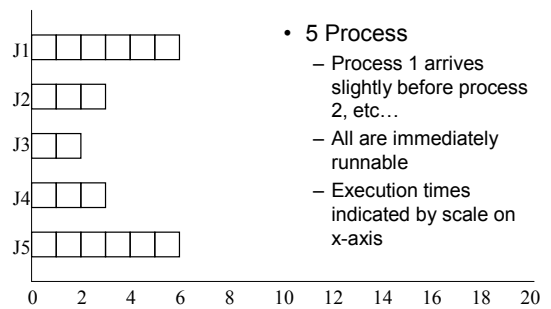 J1
J2
J3
J4
J5
0 2 4 6 8 10 12 14 16 18 20
• 5 Process
– Process 1 arrives
slightly before process
2, etc…
– All are immediately
runnable
– Execution times
indicated by scale on
x-axis